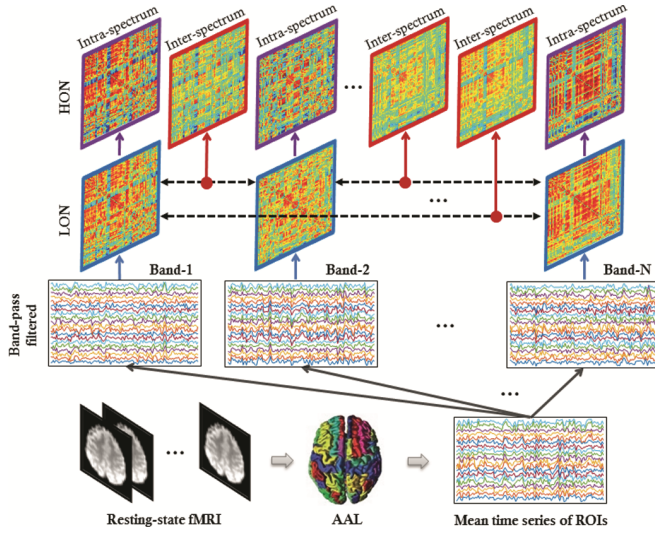 Intra-spectrum
Inter-spectrum
Intra-spectrum
Inter-spectrum
Inter-spectrum
Intra-spectrum
HON
...
LON
...
Band-1
Band-2
Band-N
Band-pass
filtered
...
...
...
Resting-state fMRI
AAL
Mean time series of ROIs